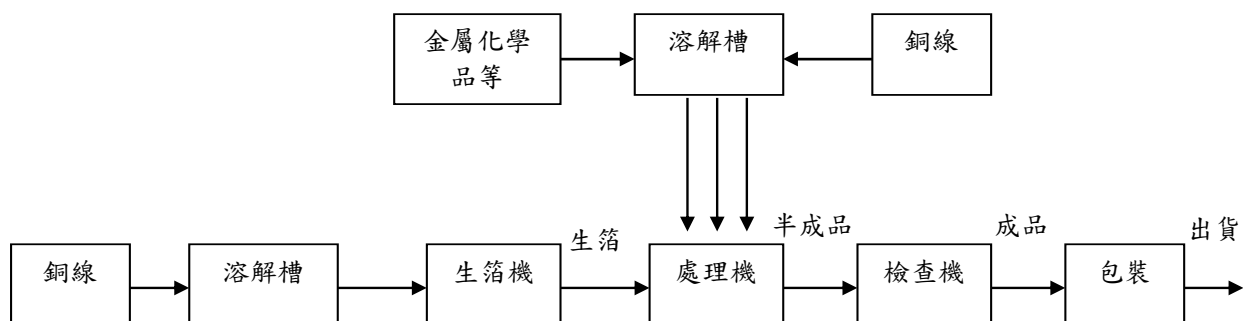 金屬化學
品等
溶解槽
銅線
生箔
半成品
成品
出貨
銅線
溶解槽
生箔機
處理機
檢查機
包裝